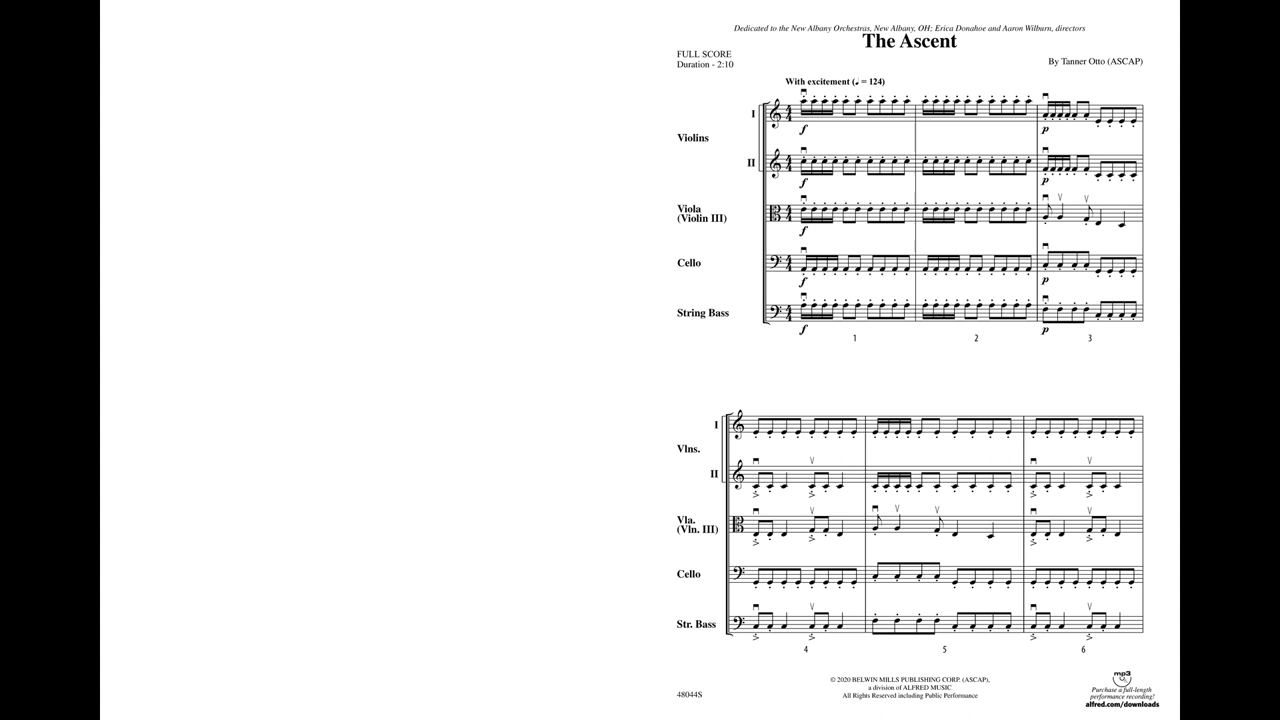 Dedicated to the New Albany Orchestras, New Albany, OH; Erica Donahoe and Aaron Wilburn, directors
The Ascent
FULL SCORE
Duration - 2:10
By Tanner Otto (ASCAP)
With excitement (♩ = 124)
Violins
I
II
Viola
(Violin III)
Cello
String Bass
f
f
f
f
f
p
p
p
p
p
1 2 3
Vlns.
I
II
Vla.
(Vln. III)
Cello
Str. Bass
4 5 6
© 2020 BELWIN MILLS PUBLISHING CORP. (ASCAP),
a division of ALFRED MUSIC
All Rights Reserved including Public Performance
48044S
mp3
Purchase a full-length
performance recording!
alfred.com/downloads